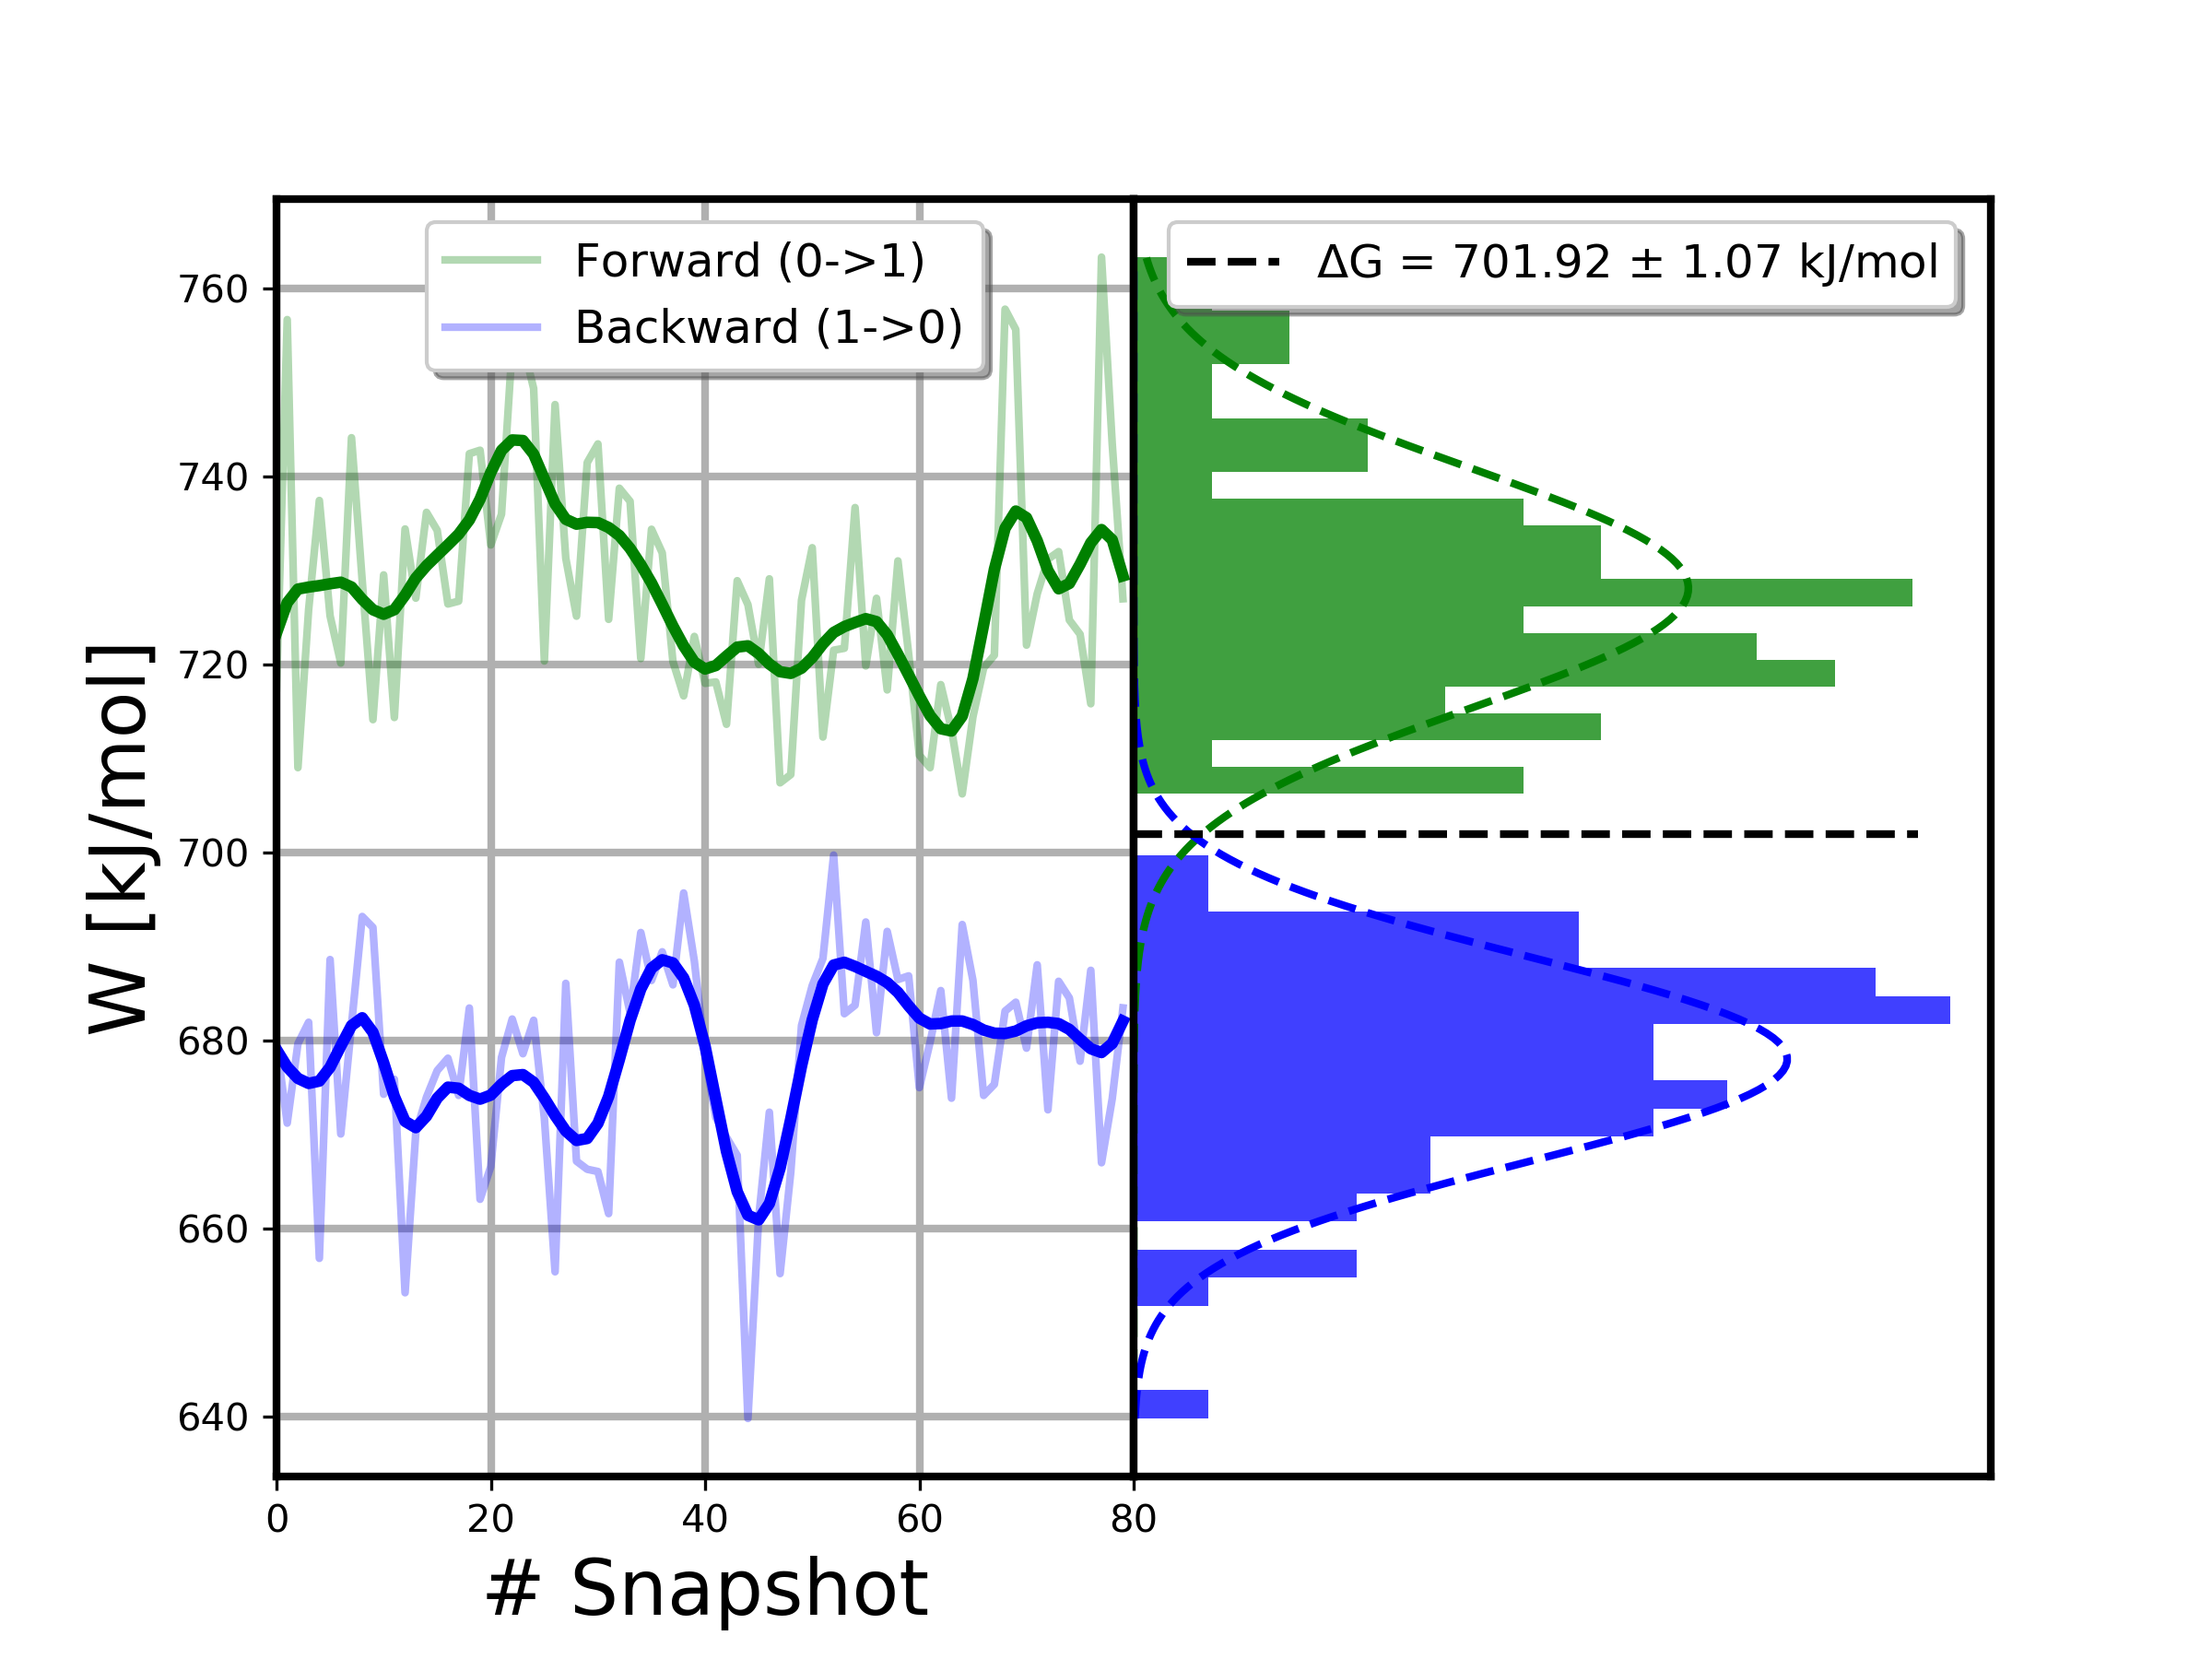 Forward (0->1)
Backward (1->0)
ΔG = 701.92 ± 1.07 kJ/mol
W [kJ/mol]
760
740
720
700
680
660
640
0 20 40 60 80
# Snapshot